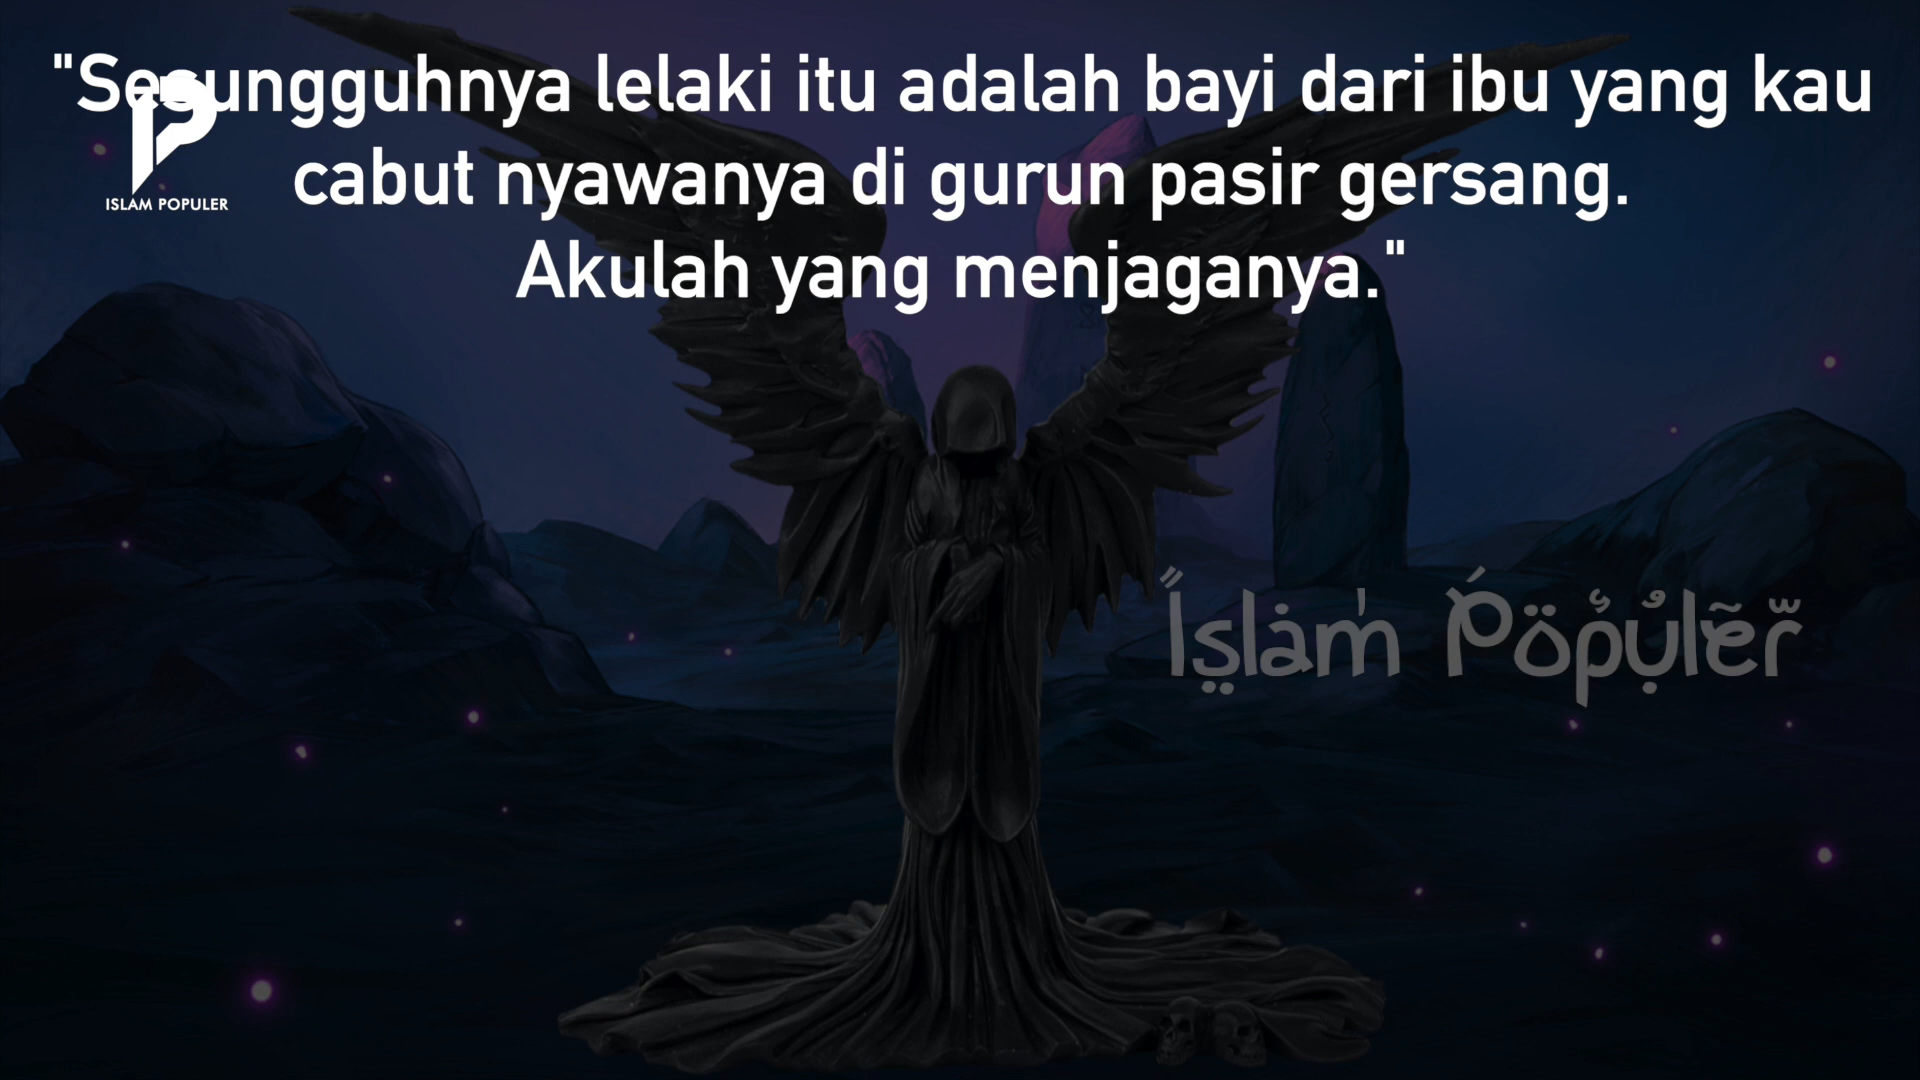 "Sesungguhnya lelaki itu adalah bayi dari ibu yang kau
cabut nyawanya di gurun pasir gersang.
Akulah yang menjaganya."
ISLAM POPULER
Islam Populer